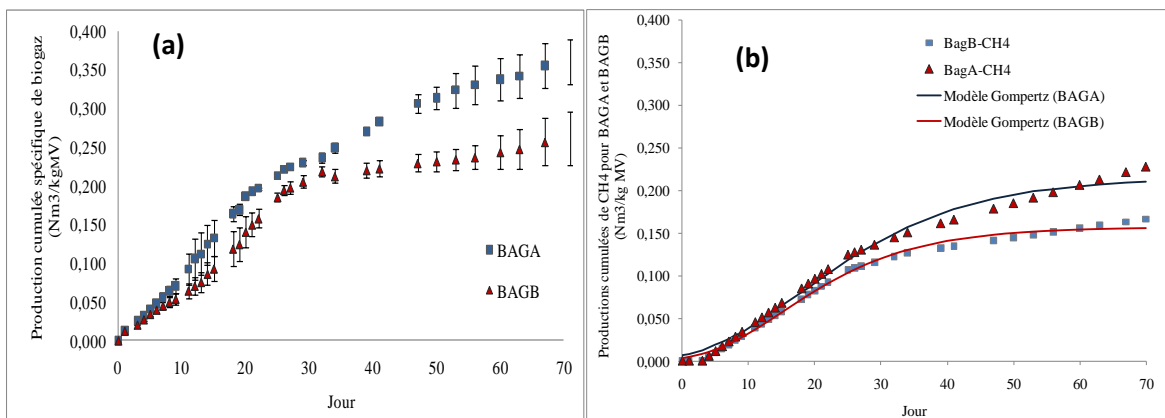 (a)
Production cumulée spécifique de biogaz
(Nm3/kgMV)
0,400
0,350
0,300
0,250
0,200
0,150
0,100
0,050
0,000
0 10 20 30 40 50 60 70
Jour
BAGA
BAGB
(b)
Productions cumulées de CH4 pour BAGA et BAGB
(Nm3/kg MV)
0,400
0,350
0,300
0,250
0,200
0,150
0,100
0,050
0,000
0 10 20 30 40 50 60 70
Jour
BagB-CH4
BagA-CH4
Modèle Gompertz (BAGA)
Modèle Gompertz (BAGB)